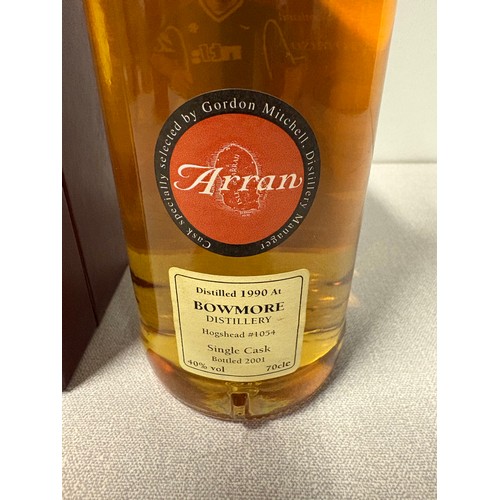 Cask specially selected by Gordon Mitchell, Distillery Manager
Arran
Distilled 1990 At
BOWMORE
DISTILLERY
Hogshead #1054
Single Cask
Bottled 2001
40% vol 70cle